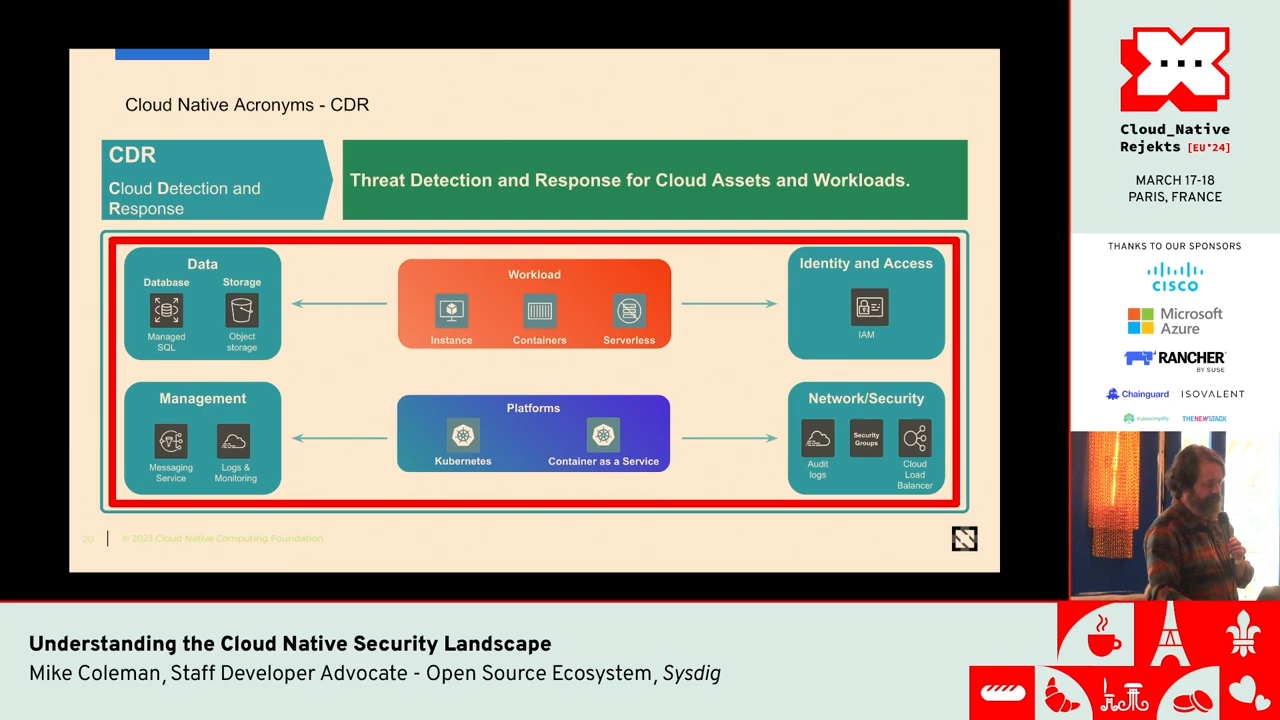 Cloud Native Acronyms - CDR
CDR
Cloud Detection and
Response
Threat Detection and Response for Cloud Assets and Workloads.
Data
Database
Storage
Managed
SQL
Object
storage
Workload
Instance
Containers
Serverless
Identity and Access
IAM
Management
Messaging
Service
Logs &
Monitoring
Platforms
Kubernetes
Container as a Service
Network/Security
Audit
logs
Security
Groups
Cloud
Load
Balancer
20
© 2023 Cloud Native Computing Foundation
Cloud_Native
Rejekts [EU*24]
MARCH 17-18
PARIS, FRANCE
THANKS TO OUR SPONSORS
CISCO
Microsoft
Azure
RANCHER
BY SUSE
Chainguard
ISOVALENT
kubesimplify
THENEWSTACK
Understanding the Cloud Native Security Landscape
Mike Coleman, Staff Developer Advocate - Open Source Ecosystem, Sysdig